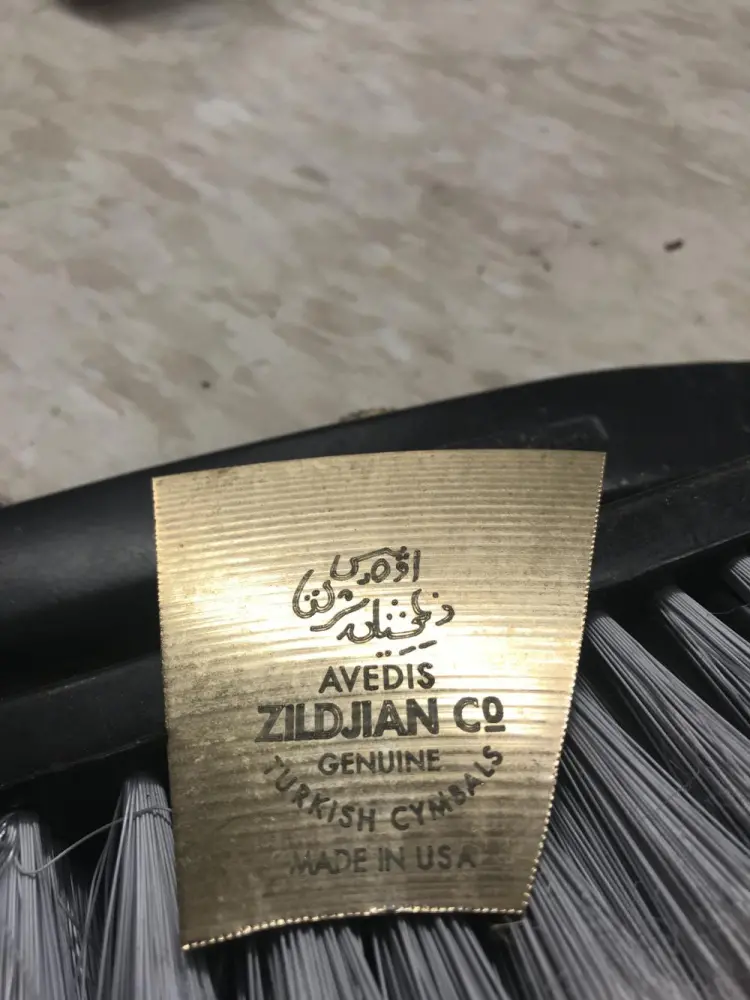 AVEDIS
ZILDJIAN Co
GENUINE
TURKISH CYMBALS
MADE IN USA